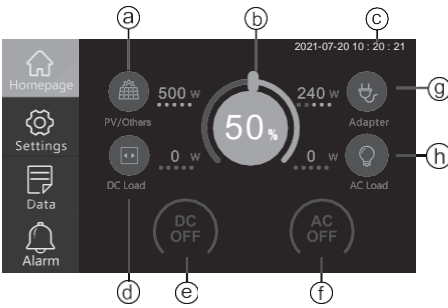 a
b
c
2021-07-20 10 : 20 : 21
Homepage
500 W
240 W
g
PV/Others
50 %
Adapter
Settings
0 W
0 W
h
DC Load
AC Load
Data
DC
OFF
AC
OFF
Alarm
d
e
f